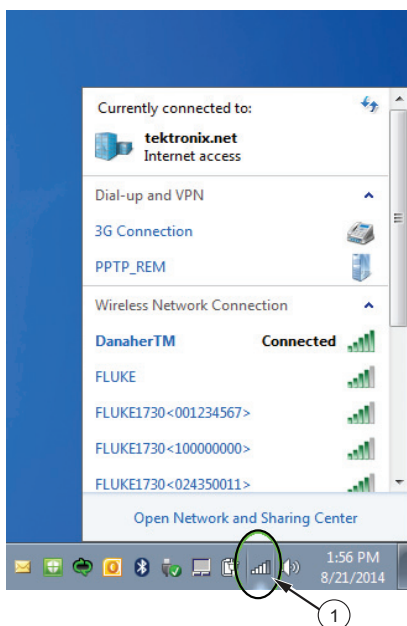 Currently connected to:
tektronix.net
Internet access
Dial-up and VPN
3G Connection
PPTP_REM
Wireless Network Connection
DanaherTM Connected
FLUKE
FLUKE1730<001234567>
FLUKE1730<100000000>
FLUKE1730<024350011>
Open Network and Sharing Center
1:56 PM
8/21/2014
1